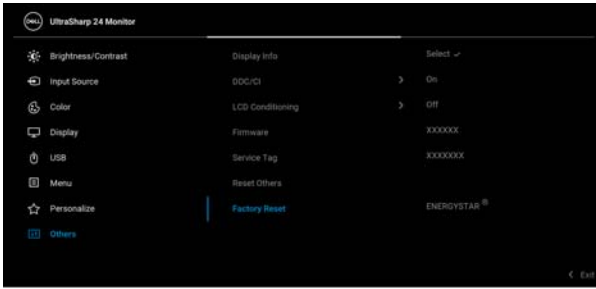 DELL UltraSharp 24 Monitor
Brightness/Contrast Display Info Select
Input Source DDC/CI > On
Color LCD Conditioning > Off
Display Firmware XXXXXX
USB Service Tag XXXXXXX
Menu Reset Others
Personalize Factory Reset ENERGYSTAR ®
Others
< Exit